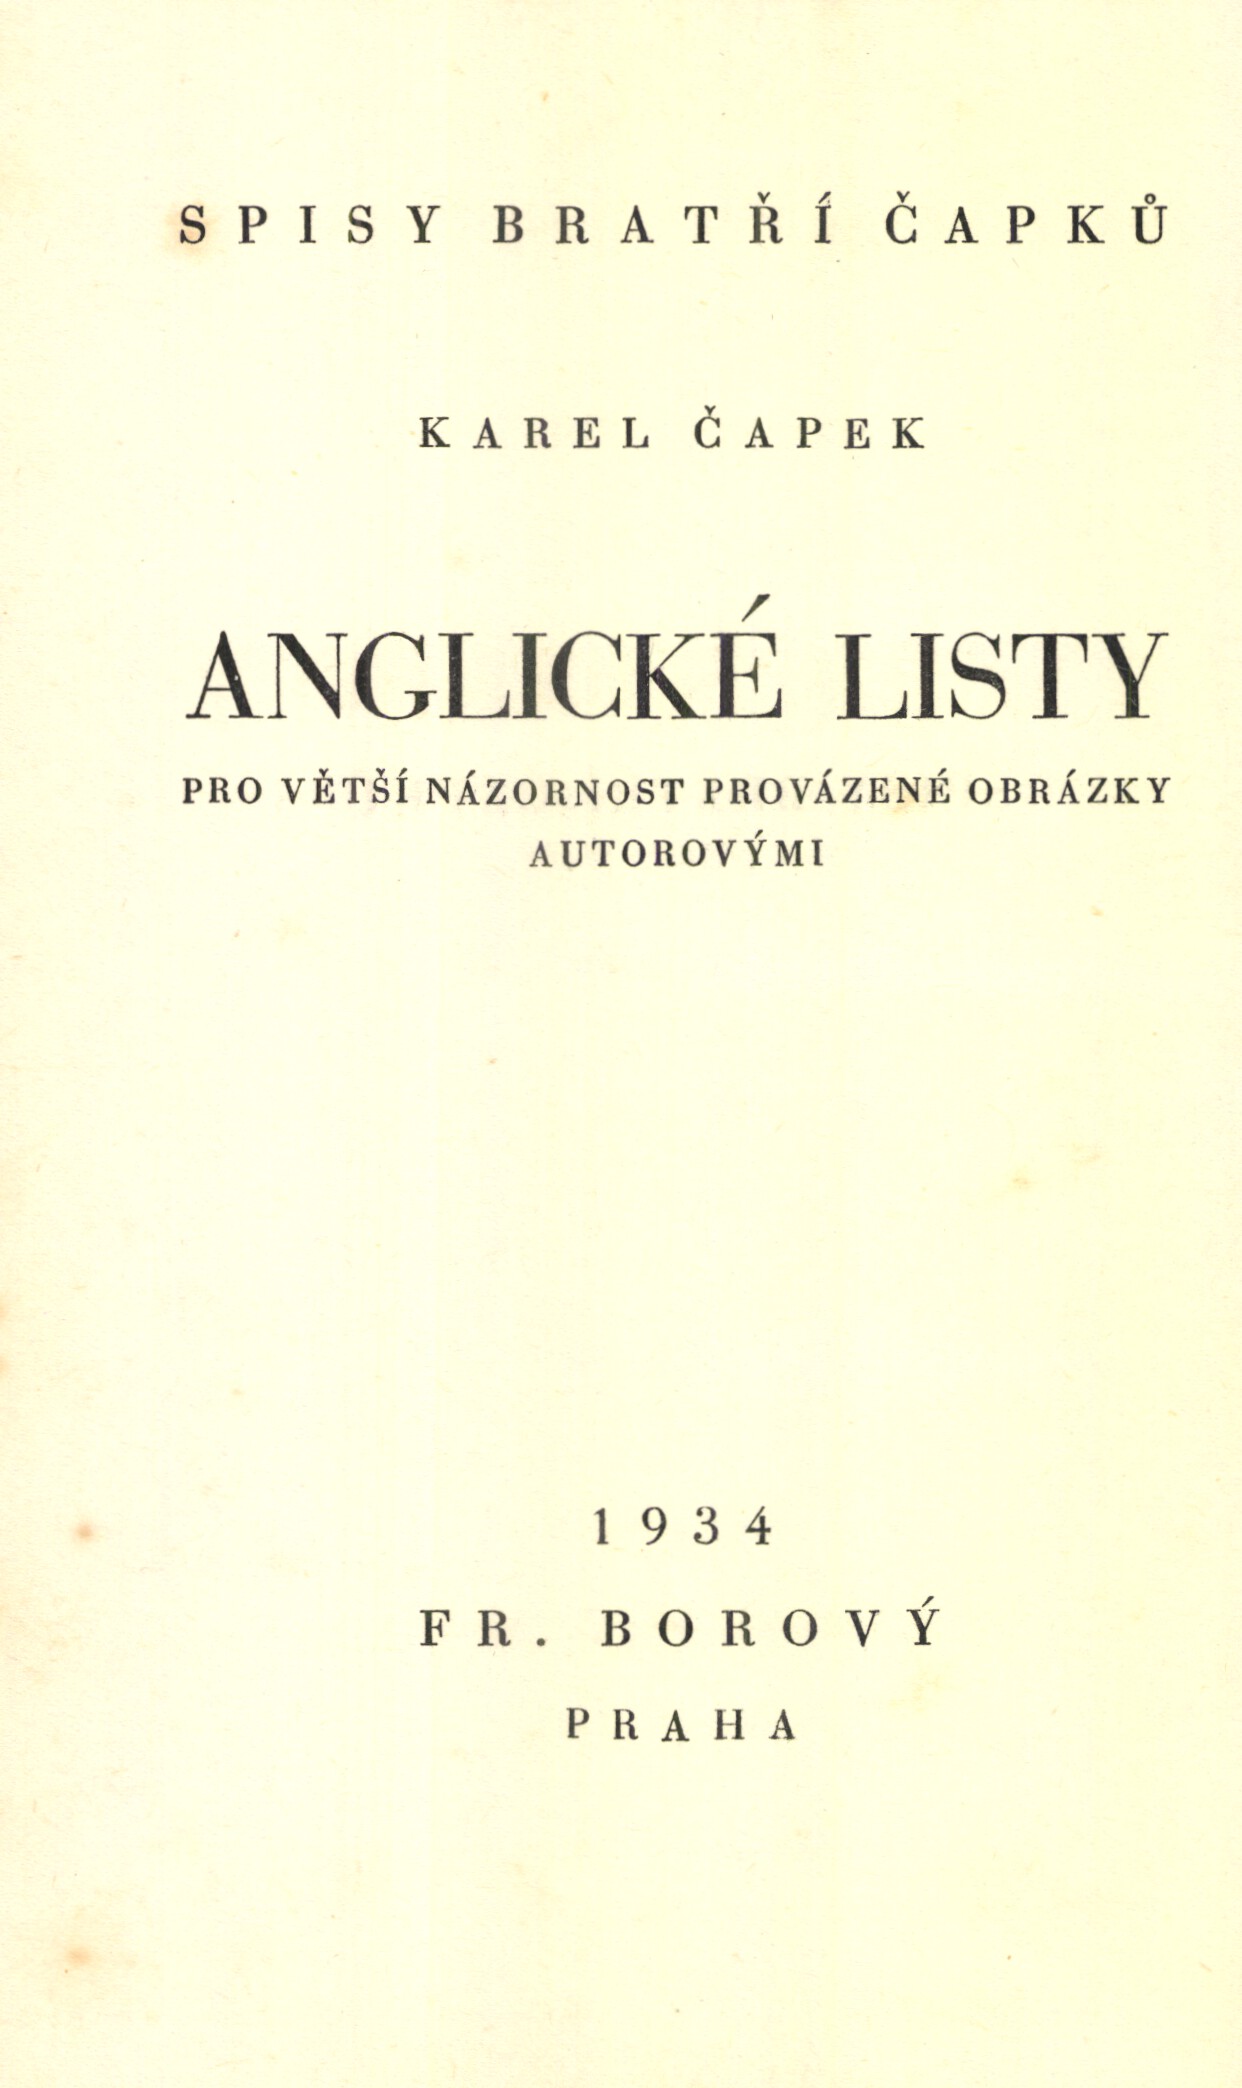 SPISY BRATŘÍ ČAPKŮ
KAREL ČAPEK
ANGLICKÉ LISTY
PRO VĚTŠÍ NÁZORNOST PROVÁZENÉ OBRÁZKY
AUTOROVÝMI
1934
FR. BOROVÝ
PRAHA